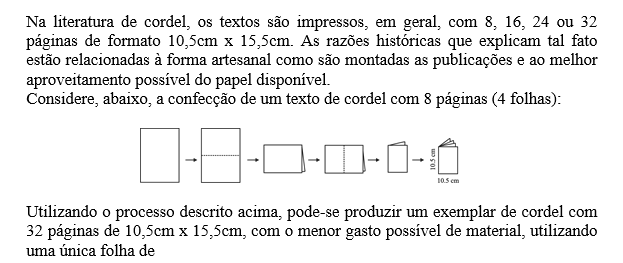 Na literatura de cordel, os textos são impressos, em geral, com 8, 16, 24 ou 32
páginas de formato 10,5cm x 15,5cm. As razões históricas que explicam tal fato
estão relacionadas à forma artesanal como são montadas as publicações e ao melhor
aproveitamento possível do papel disponível.
Considere, abaixo, a confecção de um texto de cordel com 8 páginas (4 folhas):
10.5 cm
10.5 cm
Utilizando o processo descrito acima, pode-se produzir um exemplar de cordel com
32 páginas de 10,5cm x 15,5cm, com o menor gasto possível de material, utilizando
uma única folha de